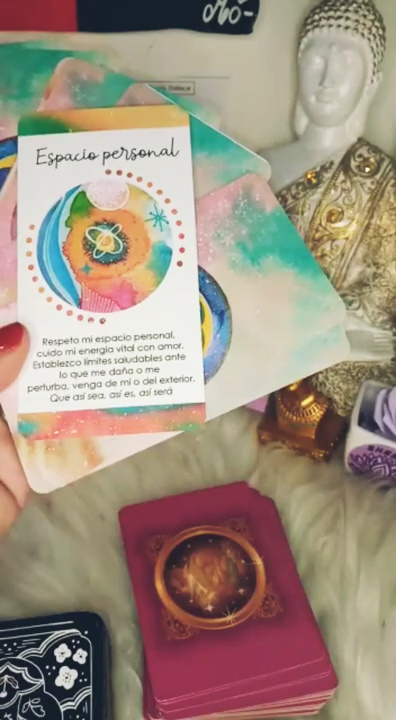 Espacio personal
Respeto mi espacio personal,
cuido mi energía vital con amor.
Establezco límites saludables ante
lo que me daña o me
perturba, venga de mi o del exterior.
Que así sea, así es, así será